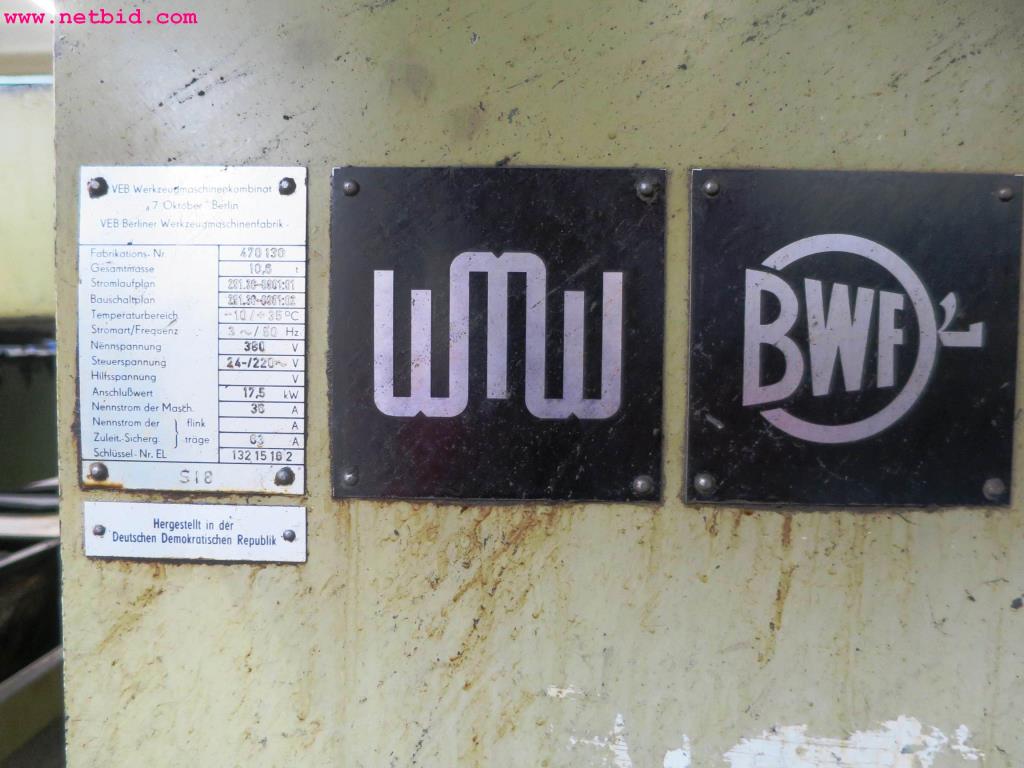 www.netbid.com
VEB Werkzeugmaschinenkombinat
„7. Oktober" Berlin
VEB Berliner Werkzeugmaschinenfabrik
Fabrikations-Nr. 470 130
Gesamtmasse 10,5 t
Stromlaufplan
Bauschaltplan
Temperaturbereich -10/+35 °C
Stromart/Frequenz 3 ~/50 Hz
Nennspannung 380 V
Steuerspannung 24-/220~ V
Hilfsspannung V
Anschlußwert 17,5 kW
Nennstrom der Masch. 36 A
Nennstrom der flink A
Zuleit.-Sicherg. träge 63 A
Schlüssel-Nr. EL 132 15 18 2
S18
Hergestellt in der
Deutschen Demokratischen Republik
WMW
BWF